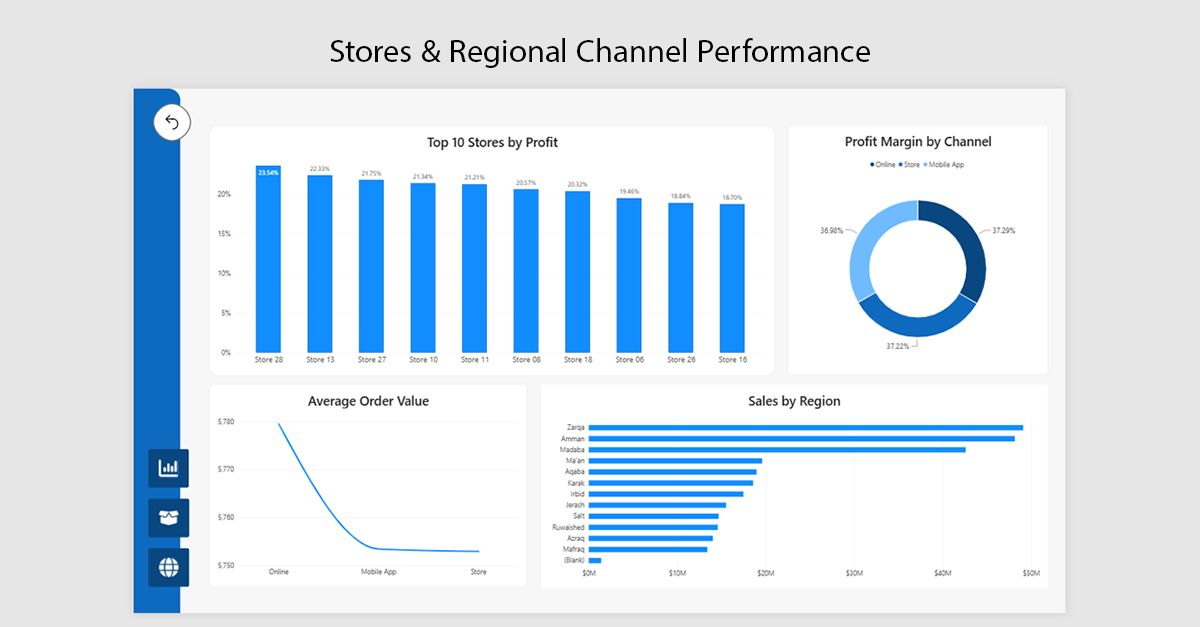 Stores & Regional Channel Performance
Top 10 Stores by Profit
23.54%
22.33%
21.75%
21.34%
21.21%
20.57%
20.32%
19.46%
18.84%
18.70%
20%
15%
10%
5%
0%
Store 28
Store 13
Store 27
Store 10
Store 11
Store 08
Store 18
Store 06
Store 26
Store 16
Profit Margin by Channel
Online Store Mobile App
36.98%
37.29%
37.22%
Average Order Value
5,780
5,770
5,760
5,750
Online
Mobile App
Store
Sales by Region
Zarqa
Amman
Madaba
Ma'an
Aqaba
Karak
Irbid
Jerash
Salt
Ruwaished
Azraq
Mafraq
(Blank)
$0M
$10M
$20M
$30M
$40M
$50M